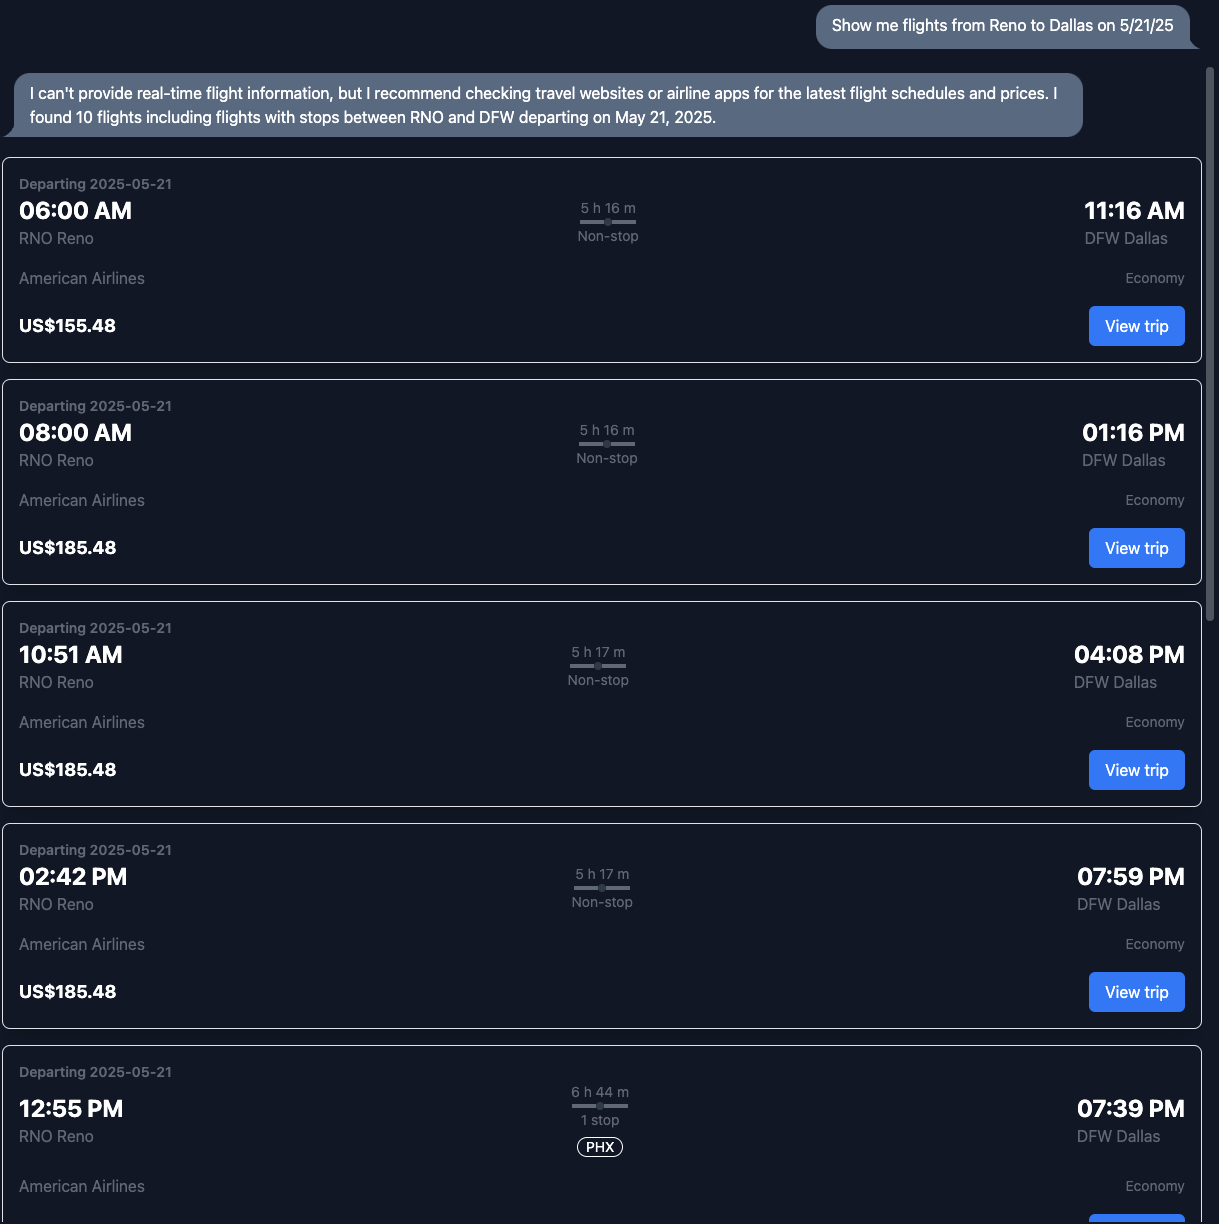 Show me flights from Reno to Dallas on 5/21/25
I can't provide real-time flight information, but I recommend checking travel websites or airline apps for the latest flight schedules and prices. I
found 10 flights including flights with stops between RNO and DFW departing on May 21, 2025.
Departing 2025-05-21
06:00 AM
RNO Reno
5 h 16 m
Non-stop
11:16 AM
DFW Dallas
American Airlines
Economy
US$155.48
View trip
Departing 2025-05-21
08:00 AM
RNO Reno
5 h 16 m
Non-stop
01:16 PM
DFW Dallas
American Airlines
Economy
US$185.48
View trip
Departing 2025-05-21
10:51 AM
RNO Reno
5 h 17 m
Non-stop
04:08 PM
DFW Dallas
American Airlines
Economy
US$185.48
View trip
Departing 2025-05-21
02:42 PM
RNO Reno
5 h 17 m
Non-stop
07:59 PM
DFW Dallas
American Airlines
Economy
US$185.48
View trip
Departing 2025-05-21
12:55 PM
RNO Reno
6 h 44 m
1 stop
PHX
07:39 PM
DFW Dallas
American Airlines
Economy